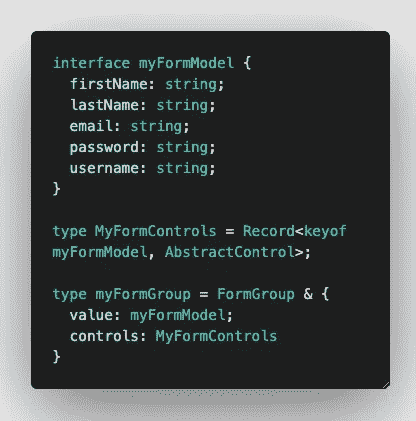 interface myFormModel {
  firstName: string;
  lastName: string;
  email: string;
  password: string;
  username: string;
}

type MyFormControls = Record<keyof
myFormModel, AbstractControl>;

type myFormGroup = FormGroup & {
  value: myFormModel;
  controls: MyFormControls
}